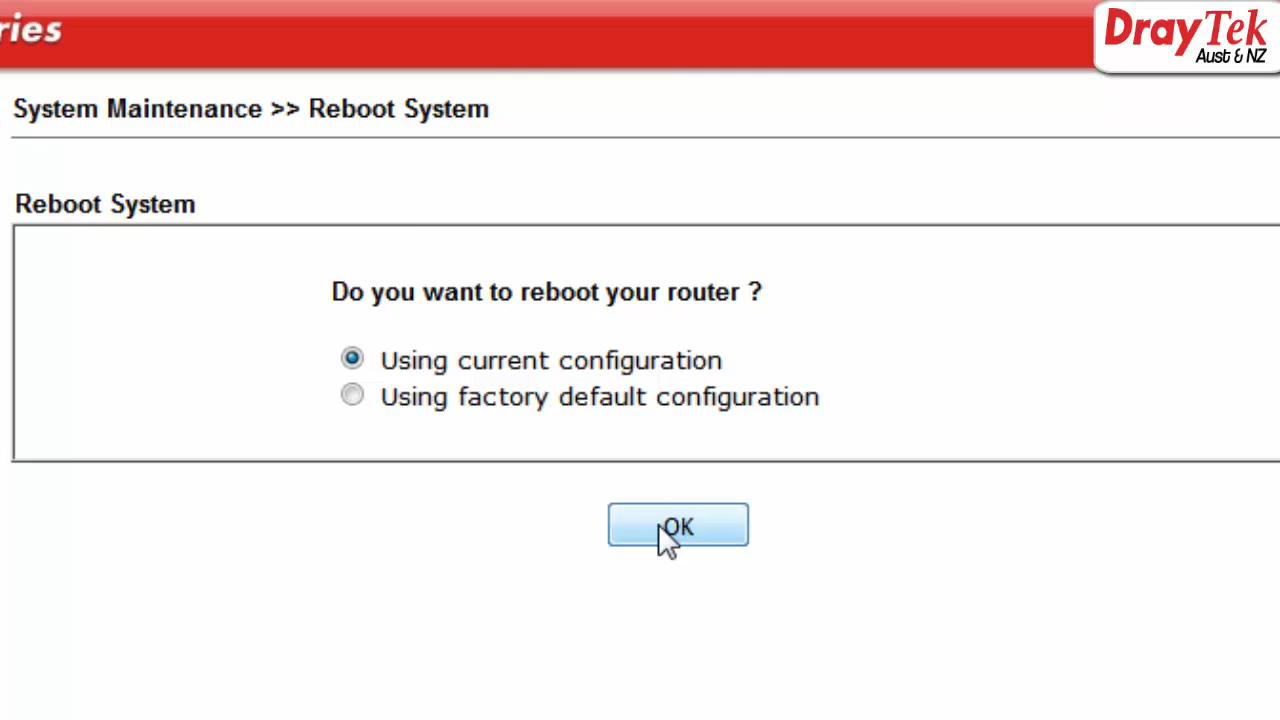 DrayTek
Aust & NZ
System Maintenance >> Reboot System
Reboot System
Do you want to reboot your router ?
Using current configuration
Using factory default configuration
OK